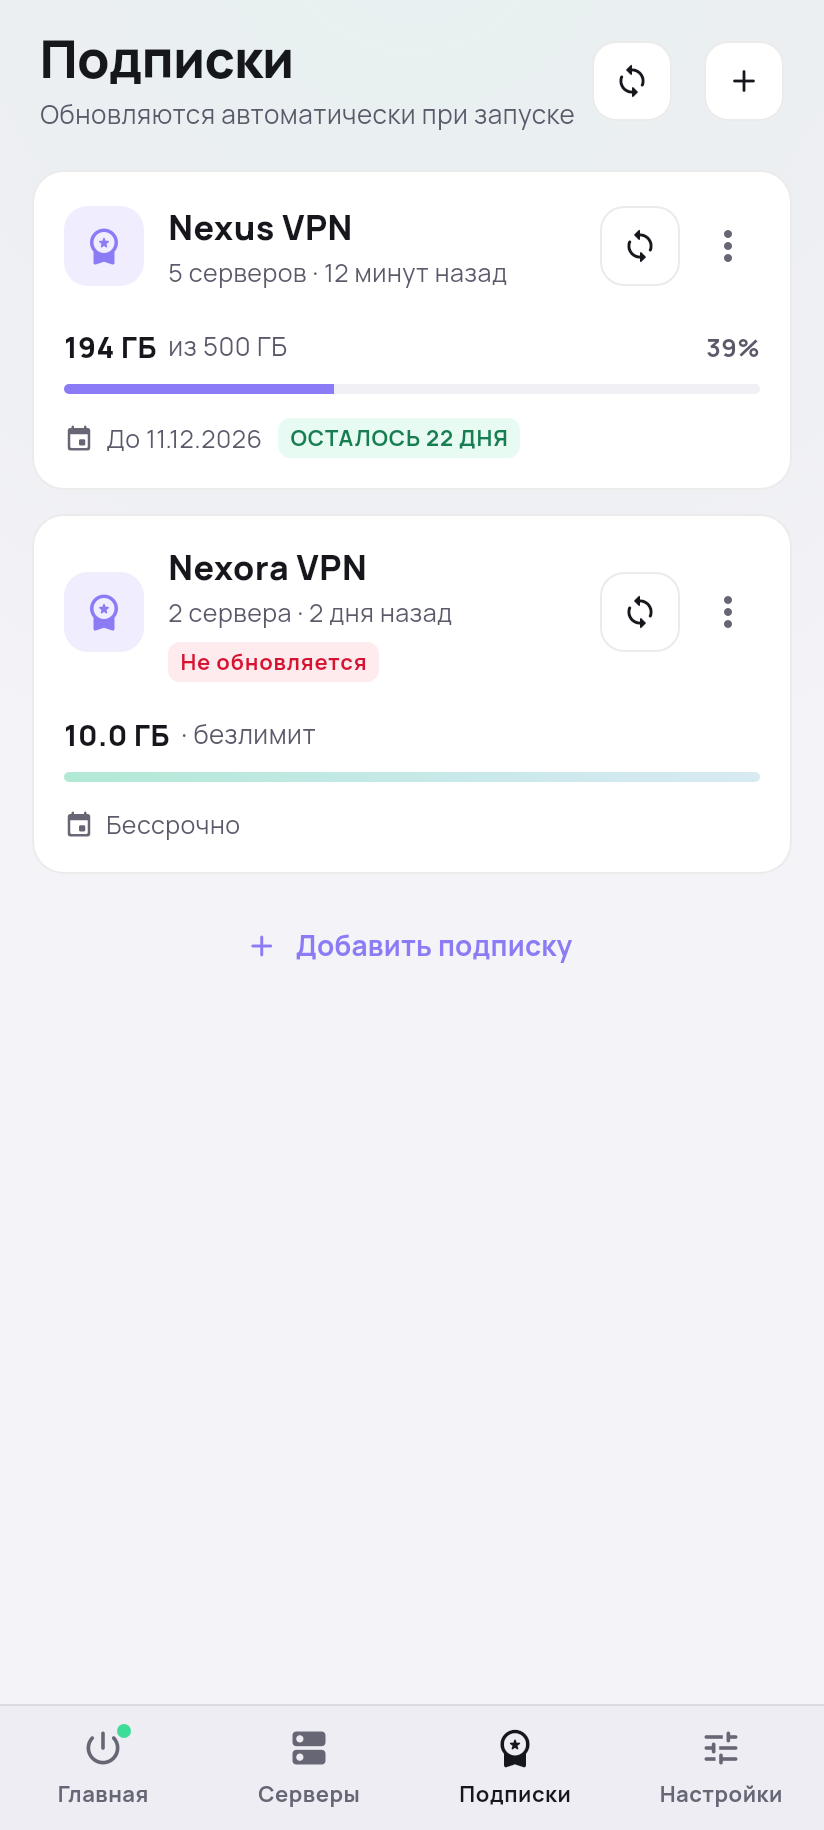 Подписки
Обновляются автоматически при запуске
Nexus VPN
5 серверов · 12 минут назад
194 ГБ из 500 ГБ
39%
До 11.12.2026 ОСТАЛОСЬ 22 ДНЯ
Nexora VPN
2 сервера · 2 дня назад
Не обновляется
10.0 ГБ · безлимит
Бессрочно
+ Добавить подписку
Главная
Серверы
Подписки
Настройки